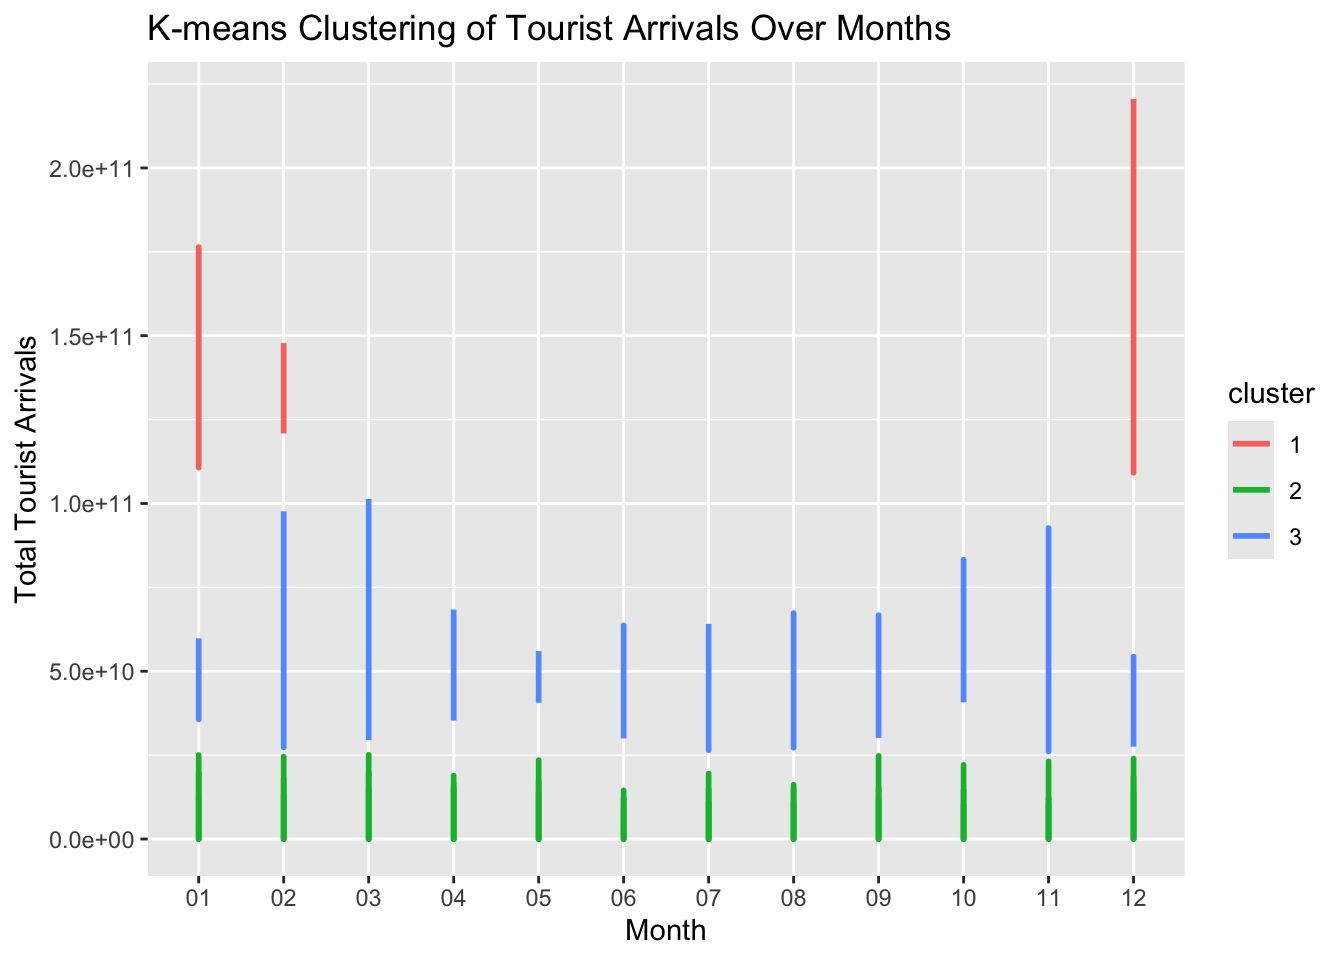 K-means Clustering of Tourist Arrivals Over Months
Total Tourist Arrivals
2.0e+11
1.5e+11
1.0e+11
5.0e+10
0.0e+00
01 02 03 04 05 06 07 08 09 10 11 12
Month
cluster
1
2
3